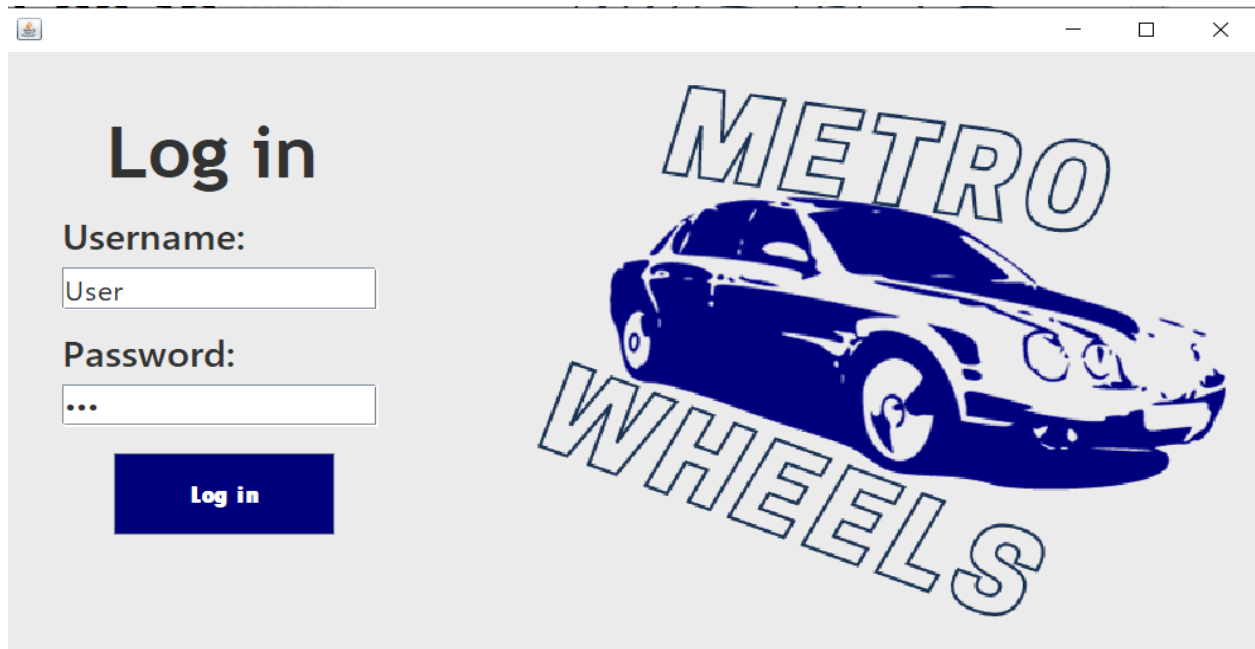 Log in
Username:
User
Password:
•••
Log in
METRO
WHEELS